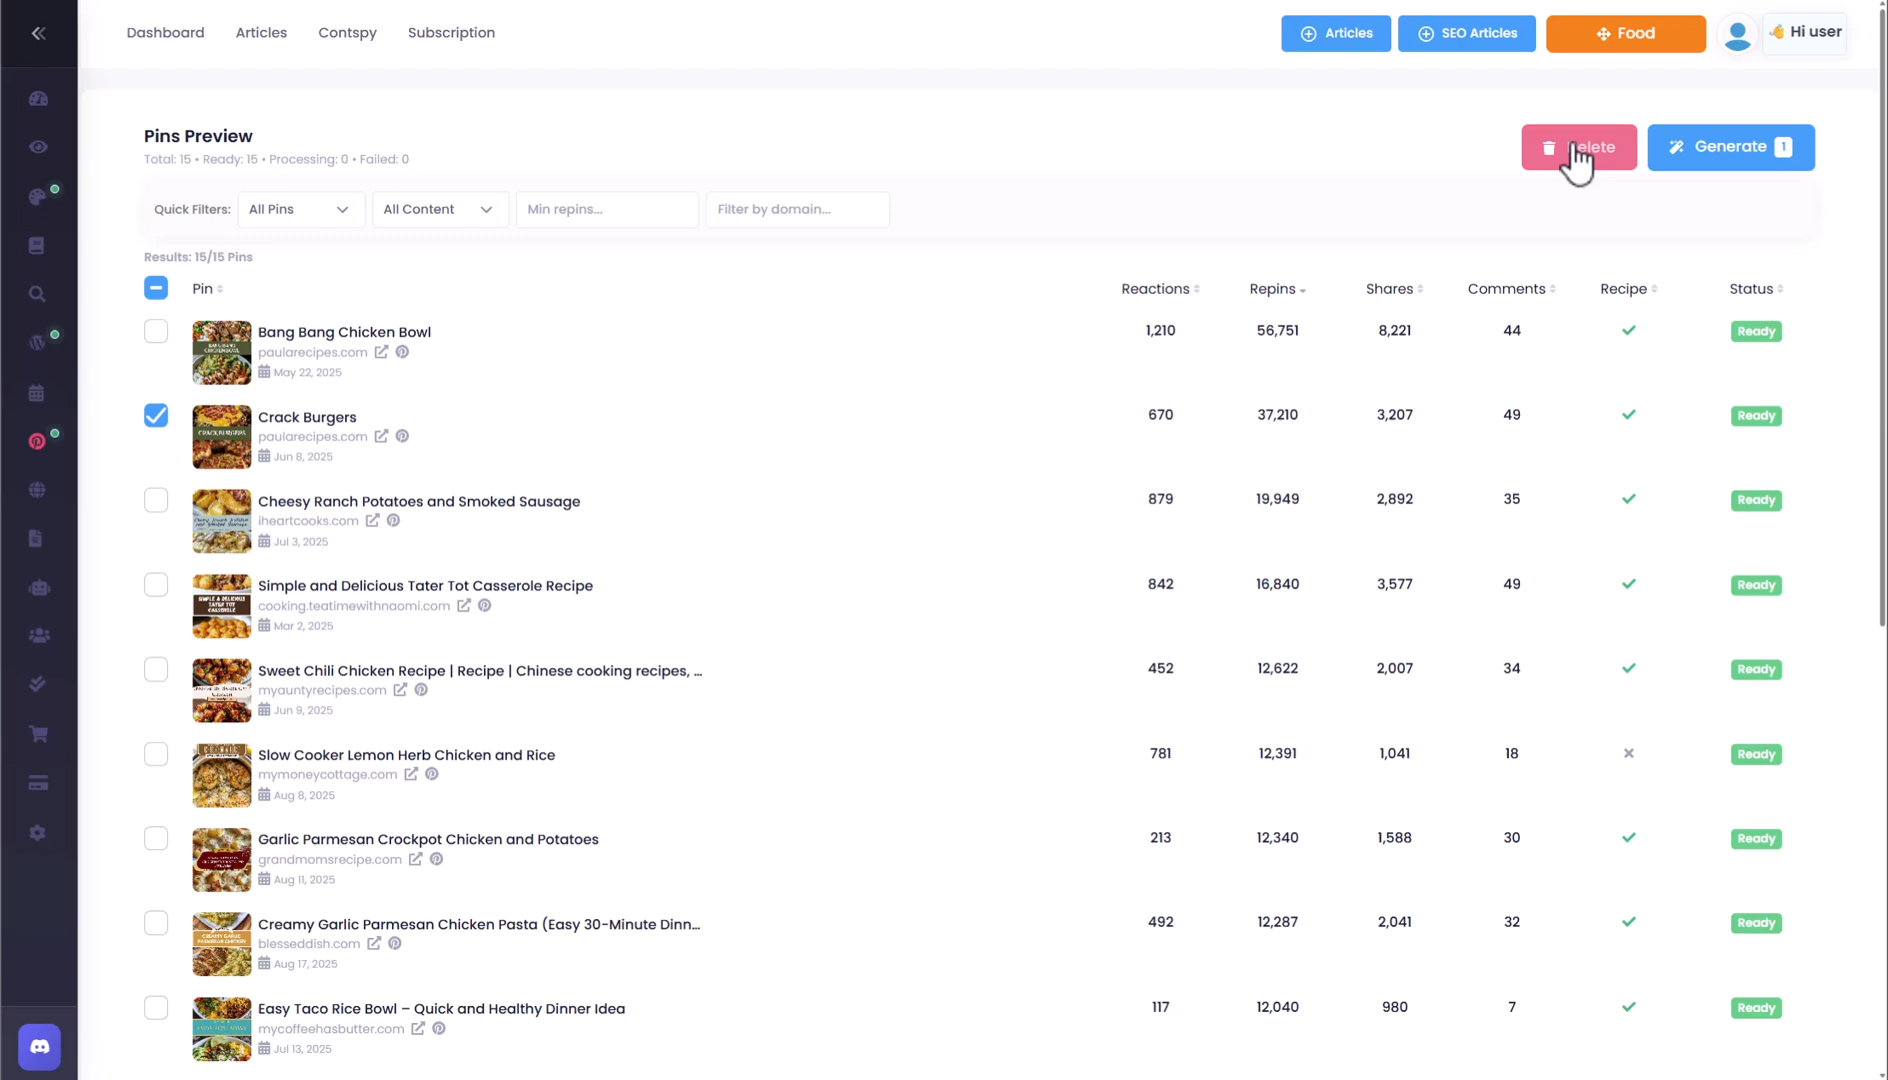 Dashboard Articles Contspy Subscription
Articles SEO Articles Food Hi user
Pins Preview
Total: 15 • Ready: 15 • Processing: 0 • Failed: 0
Generate 1
Quick Filters: All Pins All Content Min repins... Filter by domain...
Results: 15/15 Pins
Pin Reactions Repins Shares Comments Recipe Status
Bang Bang Chicken Bowl 1,210 56,751 8,221 44 Ready
paularecipes.com
May 22, 2025
Crack Burgers 670 37,210 3,207 49 Ready
paularecipes.com
Jun 8, 2025
Cheesy Ranch Potatoes and Smoked Sausage 879 19,949 2,892 35 Ready
iheartcooks.com
Jul 3, 2025
Simple and Delicious Tater Tot Casserole Recipe 842 16,840 3,577 49 Ready
cooking.teatimewithnaomi.com
Mar 2, 2025
Sweet Chili Chicken Recipe | Recipe | Chinese cooking recipes, ... 452 12,622 2,007 34 Ready
myauntyrecipes.com
Jun 9, 2025
Slow Cooker Lemon Herb Chicken and Rice 781 12,391 1,041 18 Ready
mymoneycottage.com
Aug 8, 2025
Garlic Parmesan Crockpot Chicken and Potatoes 213 12,340 1,588 30 Ready
grandmomsrecipe.com
Aug 11, 2025
Creamy Garlic Parmesan Chicken Pasta (Easy 30-Minute Dinn... 492 12,287 2,041 32 Ready
blesseddish.com
Aug 17, 2025
Easy Taco Rice Bowl – Quick and Healthy Dinner Idea 117 12,040 980 7 Ready
mycoffeehasbutter.com
Jul 13, 2025